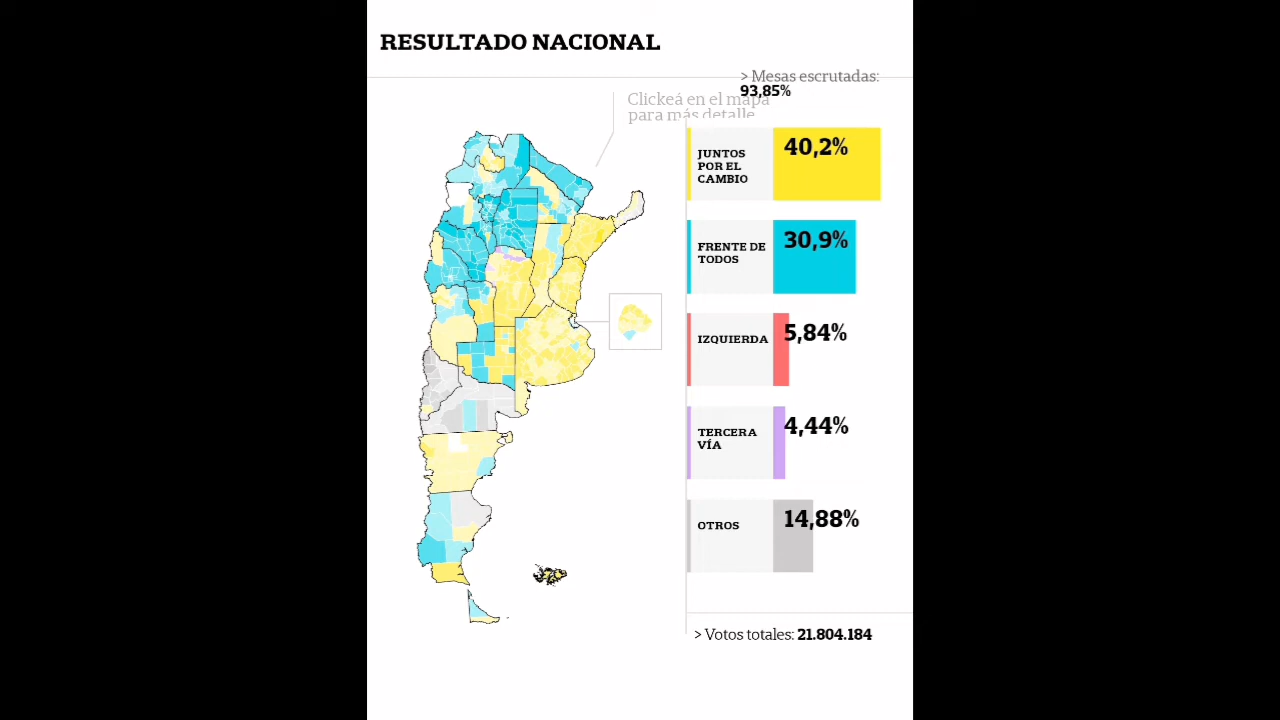 RESULTADO NACIONAL
> Mesas escrutadas:
93,85%
Clickeá en el mapa
para más detalle
JUNTOS
POR EL
CAMBIO
40,2%
FRENTE DE
TODOS
30,9%
IZQUIERDA
5,84%
TERCERA
VÍA
4,44%
OTROS
14,88%
> Votos totales: 21.804.184